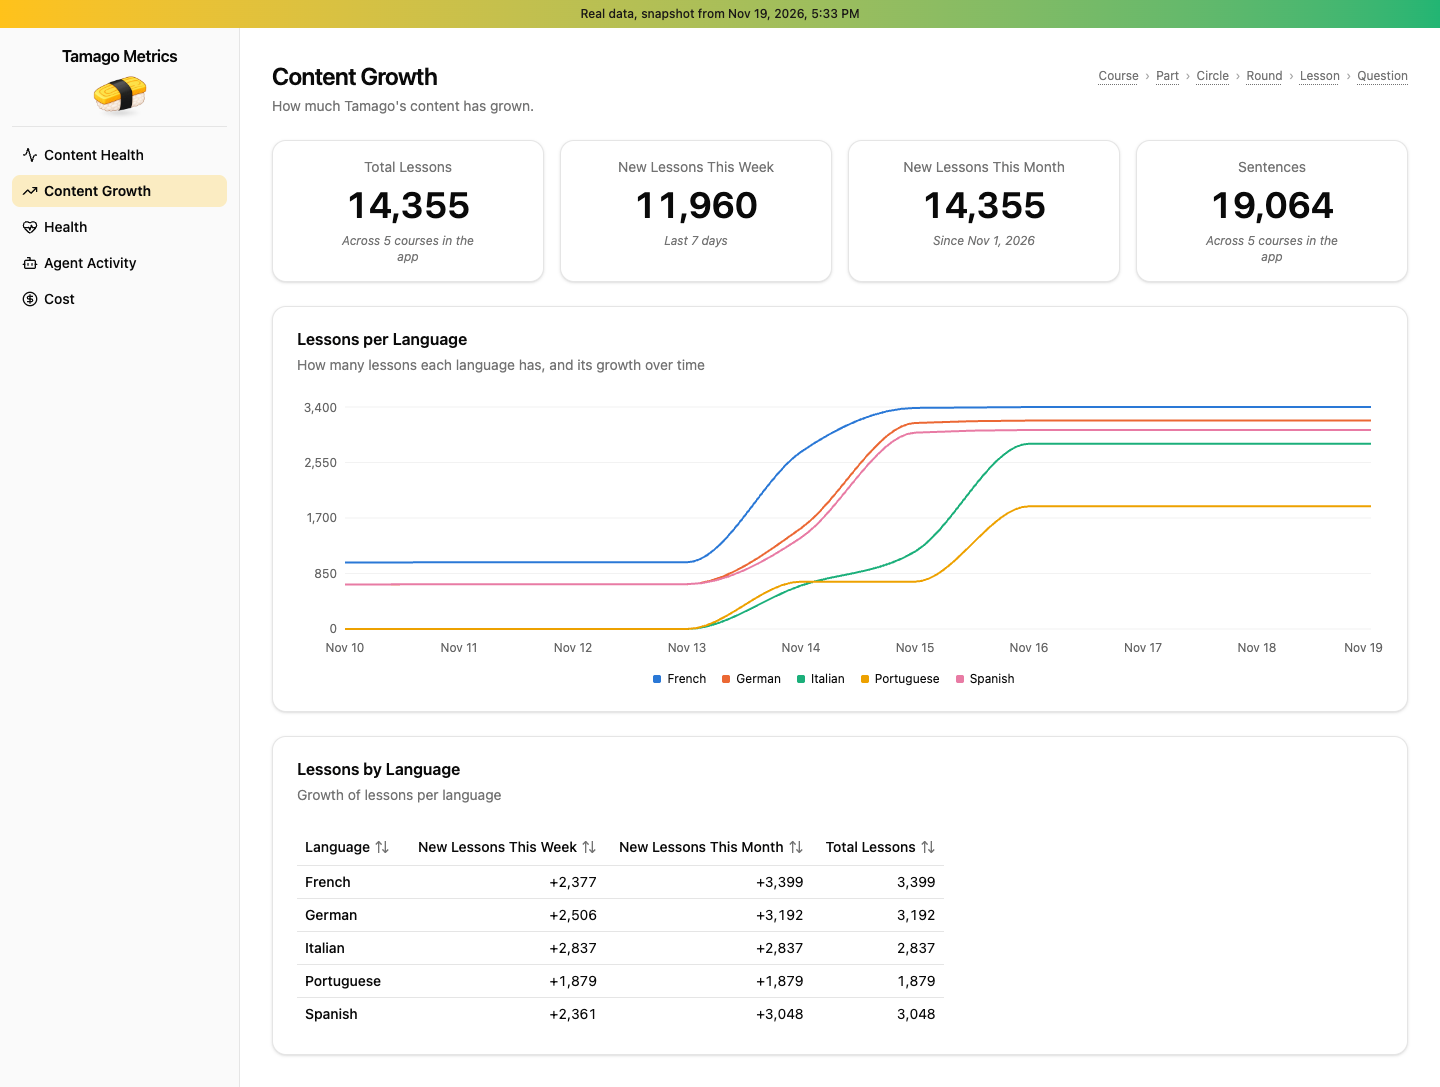 Real data, snapshot from Nov 19, 2026, 5:33 PM
Tamago Metrics
Content Health
Content Growth
Health
Agent Activity
Cost
Content Growth
How much Tamago's content has grown.
Course › Part › Circle › Round › Lesson › Question
Total Lessons
14,355
Across 5 courses in the
app
New Lessons This Week
11,960
Last 7 days
New Lessons This Month
14,355
Since Nov 1, 2026
Sentences
19,064
Across 5 courses in the
app
Lessons per Language
How many lessons each language has, and its growth over time
3,400
2,550
1,700
850
0
Nov 10 Nov 11 Nov 12 Nov 13 Nov 14 Nov 15 Nov 16 Nov 17 Nov 18 Nov 19
French German Italian Portuguese Spanish
Lessons by Language
Growth of lessons per language
Language New Lessons This Week New Lessons This Month Total Lessons
French +2,377 +3,399 3,399
German +2,506 +3,192 3,192
Italian +2,837 +2,837 2,837
Portuguese +1,879 +1,879 1,879
Spanish +2,361 +3,048 3,048